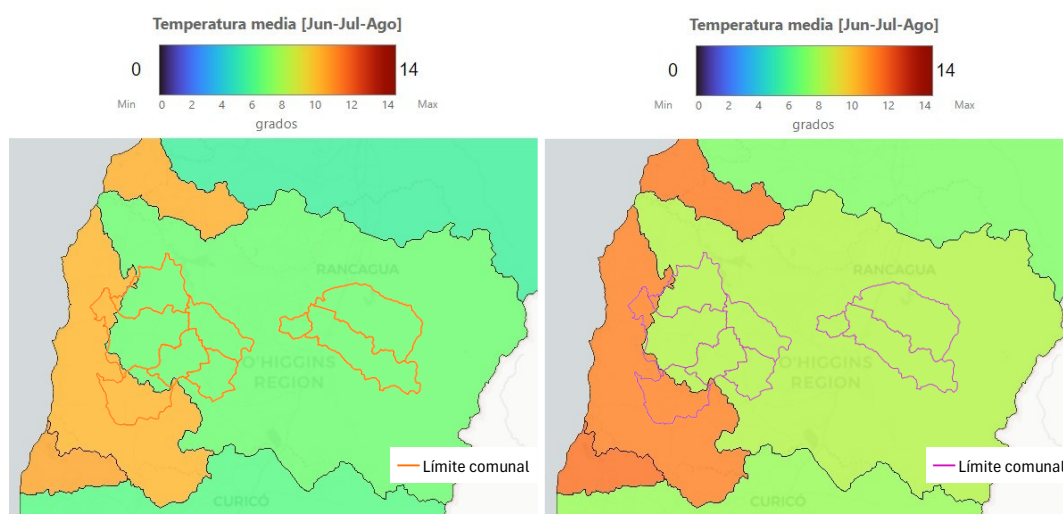 Temperatura media [Jun-Jul-Ago]
0
14
Min 0 2 4 6 8 10 12 14 Max
grados
RANCAGUA
O'HIGGINS
REGION
Límite comunal
CURICÓ
Temperatura media [Jun-Jul-Ago]
0
14
Min 0 2 4 6 8 10 12 14 Max
grados
RANCAGUA
O'HIGGINS
REGION
Límite comunal
CURICÓ